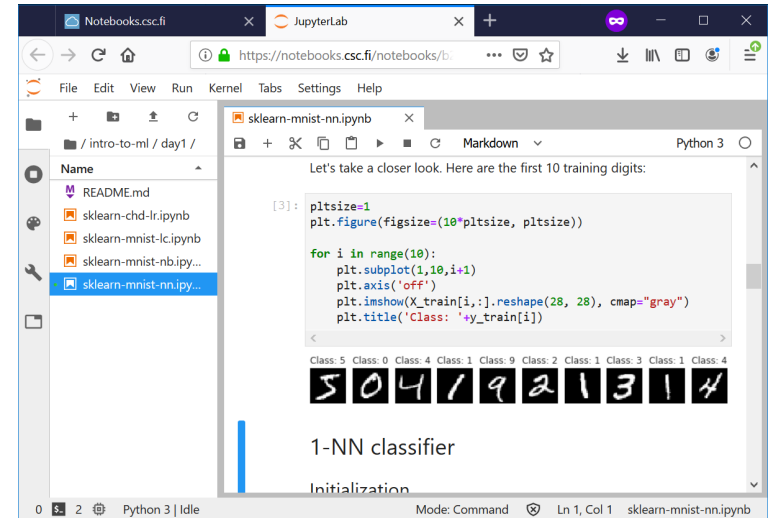 Notebooks.csc.fi
JupyterLab
https://notebooks.csc.fi/notebooks/b
File Edit View Run Kernel Tabs Settings Help
/ intro-to-ml / day1 /
Name
README.md
sklearn-chd-lr.ipynb
sklearn-mnist-lc.ipynb
sklearn-mnist-nb.ipy...
sklearn-mnist-nn.ipy...
sklearn-mnist-nn.ipynb
Markdown
Python 3
Let's take a closer look. Here are the first 10 training digits:
[3]:
pltsize=1
plt.figure(figsize=(10*pltsize, pltsize))
for i in range(10):
    plt.subplot(1,10,i+1)
    plt.axis('off')
    plt.imshow(X_train[i,:].reshape(28, 28), cmap="gray")
    plt.title('Class: '+y_train[i])
Class: 5 Class: 0 Class: 4 Class: 1 Class: 9 Class: 2 Class: 1 Class: 3 Class: 1 Class: 4
5 0 4 1 9 2 1 3 1 4
1-NN classifier
Initialization
0 2 Python 3 | Idle Mode: Command Ln 1, Col 1 sklearn-mnist-nn.ipynb